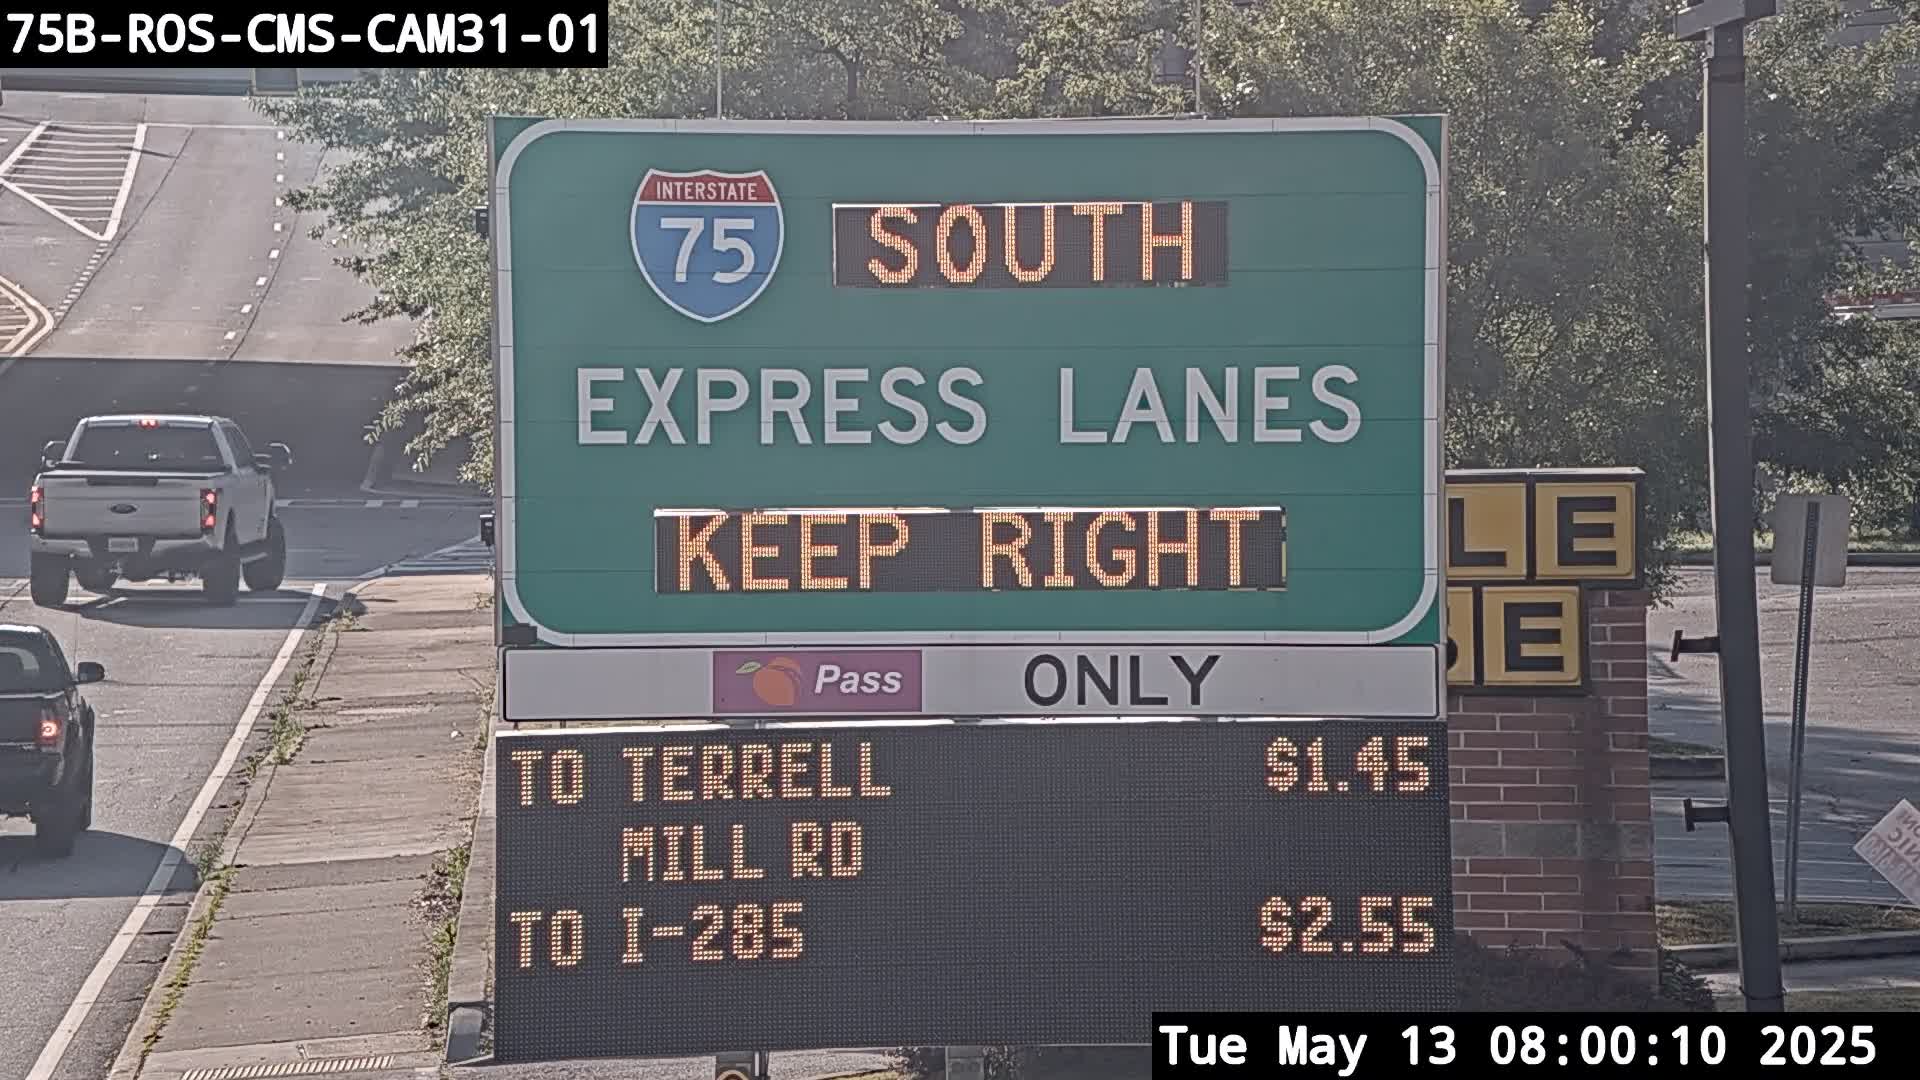 75B-ROS-CMS-CAM31-01
INTERSTATE
75
SOUTH
EXPRESS LANES
KEEP RIGHT
Pass ONLY
TO TERRELL $1.45
MILL RD
TO I-285 $2.55
LE
E
Tue May 13 08:00:10 2025